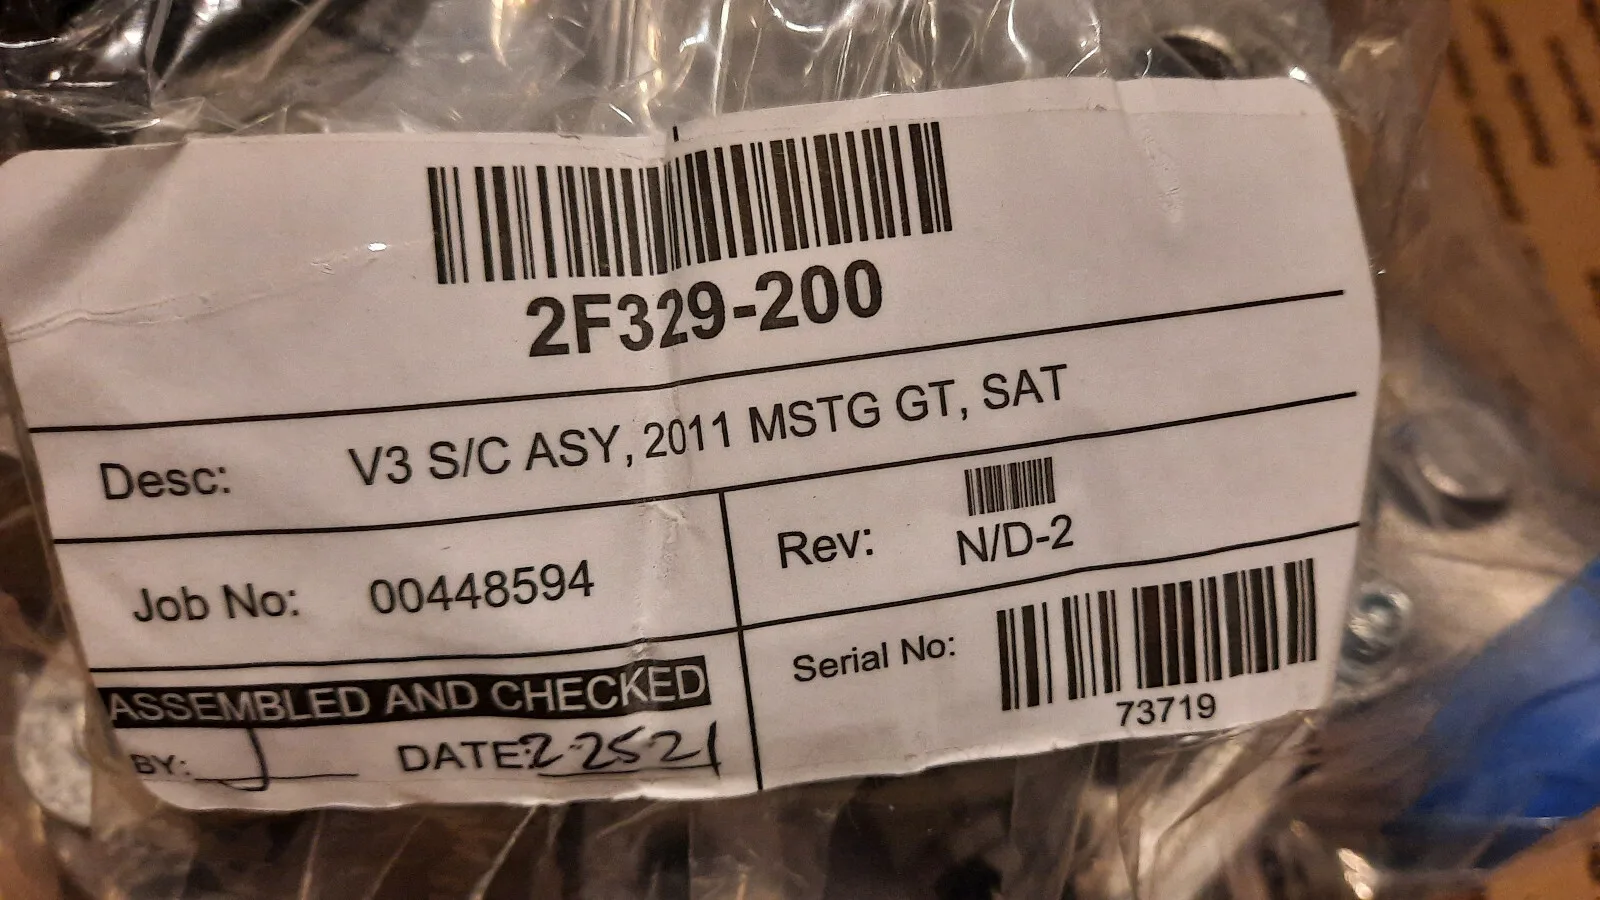 2F329-200
Desc: V3 S/C ASY, 2011 MSTG GT, SAT
Job No: 00448594
Rev: N/D-2
ASSEMBLED AND CHECKED
BY: J DATE: 2-25-21
Serial No:
73719